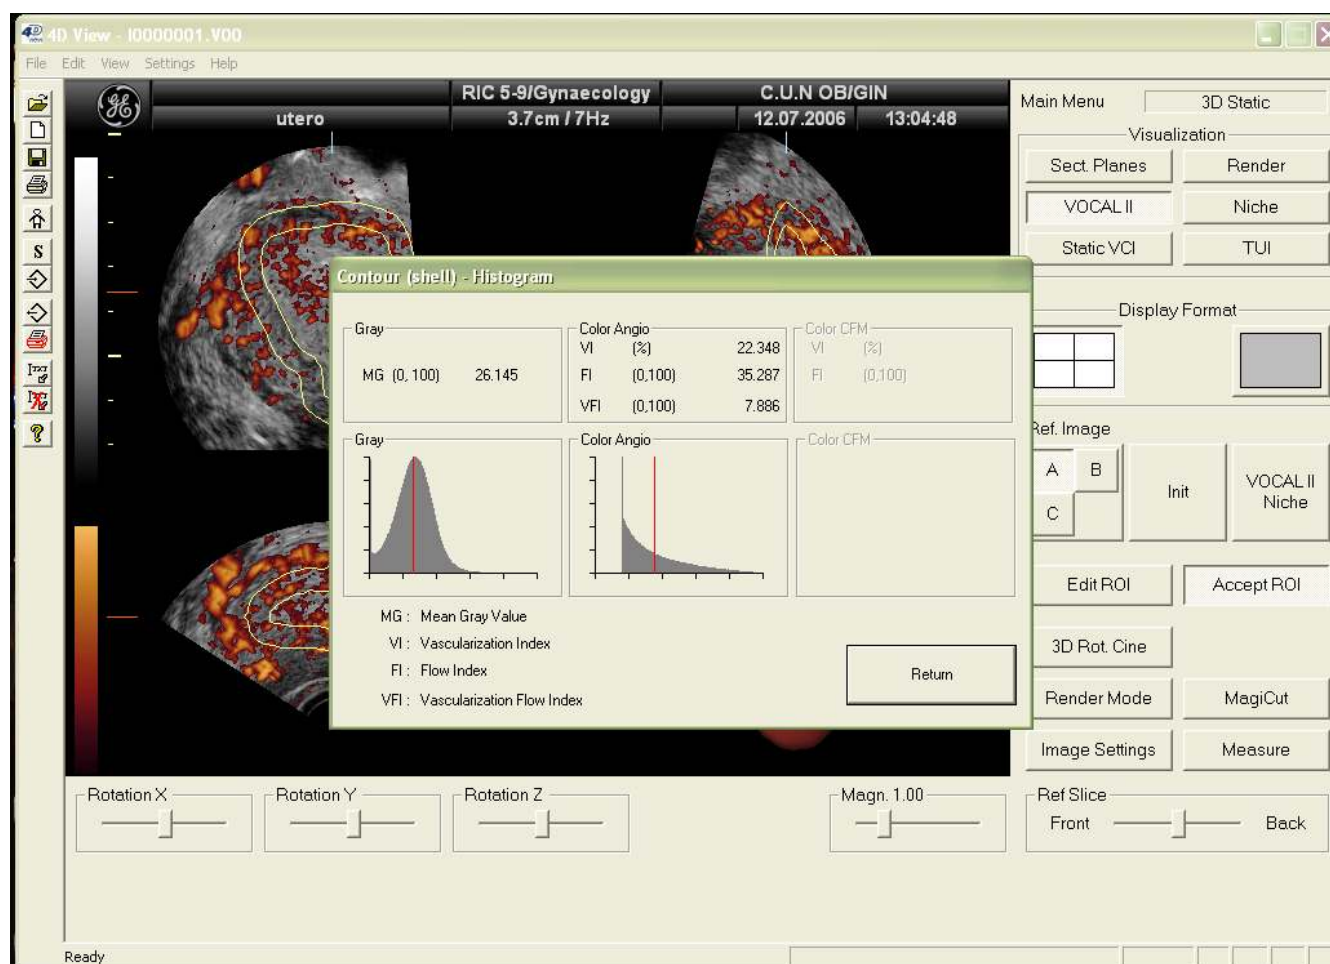 4D View - I0000001.V00
File Edit View Settings Help
RIC 5-9/Gynaecology C.U.N OB/GIN
utero 3.7cm / 7Hz 12.07.2006 13:04:48
Main Menu 3D Static
Visualization
Sect. Planes Render
VOCAL II Niche
Static VCI TUI
Display Format
Ref. Image
A B
C
Init
VOCAL II
Niche
Edit ROI Accept ROI
3D Rot. Cine
Render Mode MagiCut
Image Settings Measure
Contour (shell) - Histogram
Gray
MG (0, 100) 26.145
Color Angio
VI (%) 22.348
FI (0,100) 35.287
VFI (0,100) 7.886
Color CFM
VI (%)
FI (0,100)
Gray
Color Angio
Color CFM
MG : Mean Gray Value
VI : Vascularization Index
FI : Flow Index
VFI : Vascularization Flow Index
Return
Rotation X Rotation Y Rotation Z Magn. 1.00 Ref Slice
Front Back
Ready